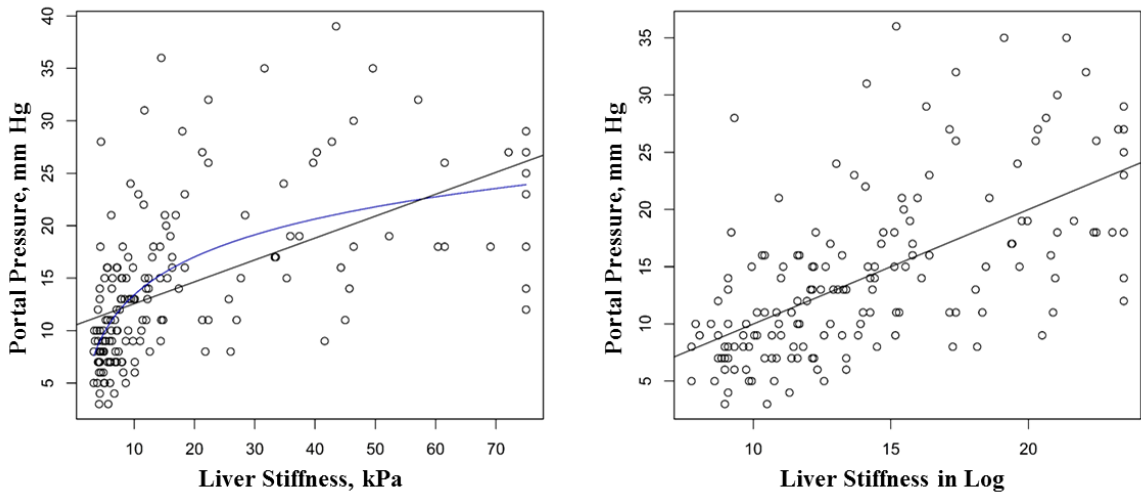 40
35
30
25
20
15
10
5
Portal Pressure, mm Hg
10 20 30 40 50 60 70
Liver Stiffness, kPa
35
30
25
20
15
10
5
Portal Pressure, mm Hg
10 15 20
Liver Stiffness in Log